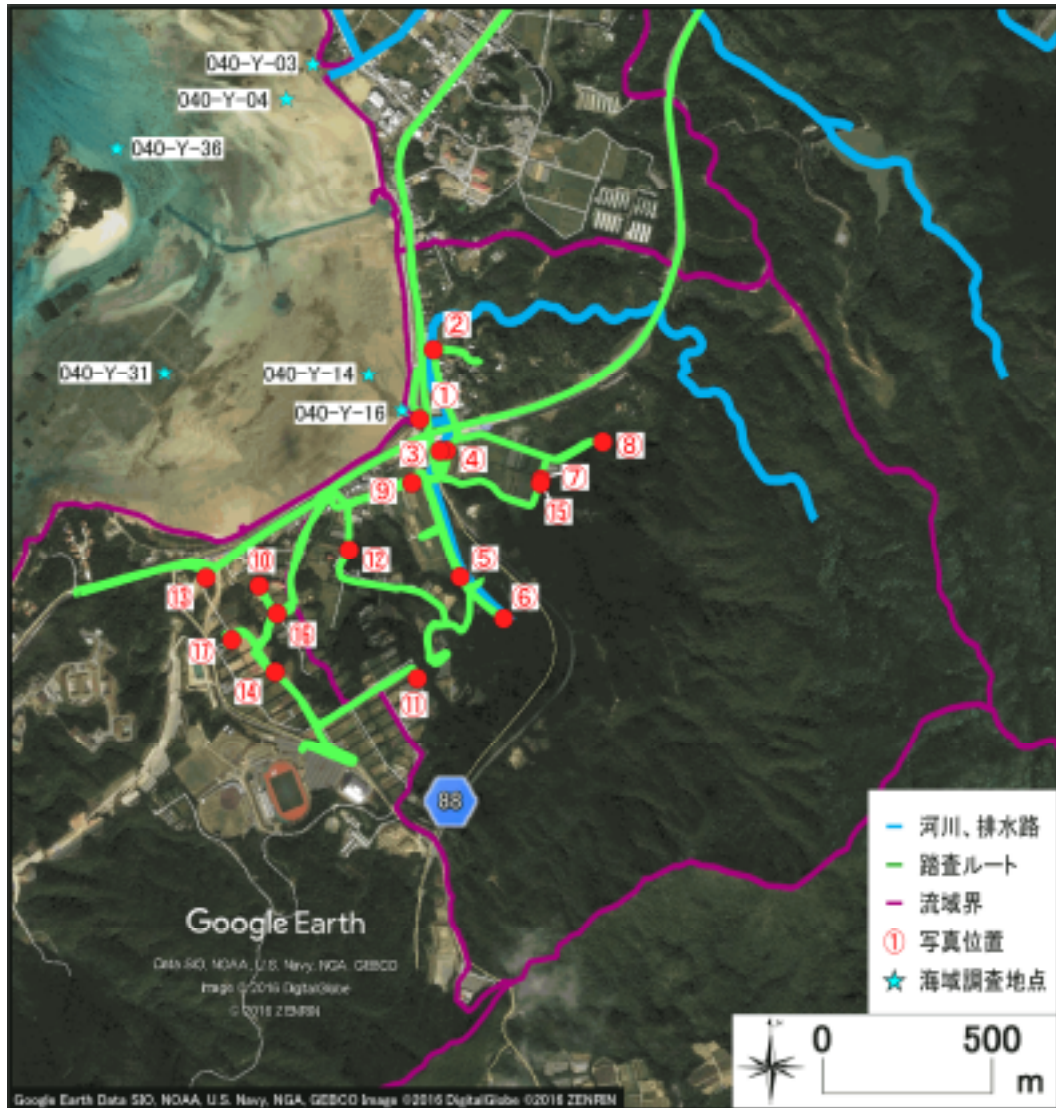 040-Y-03
040-Y-04
040-Y-36
②
040-Y-31
040-Y-14
①
040-Y-16
③
④
⑧
⑦
⑨
⑮
⑫
⑩
⑤
⑬
⑥
⑯
⑰
⑭
⑪
88
河川、排水路
踏査ルート
流域界
① 写真位置
海域調査地点
Google Earth
Data SIO, NOAA, U.S. Navy, NGA, GEBCO
Image © 2016 DigitalGlobe
© 2016 ZENRIN
0 500
m
Google Earth Data SIO, NOAA, U.S. Navy, NGA, GEBCO Image ©2016 DigitalGlobe ©2016 ZENRIN